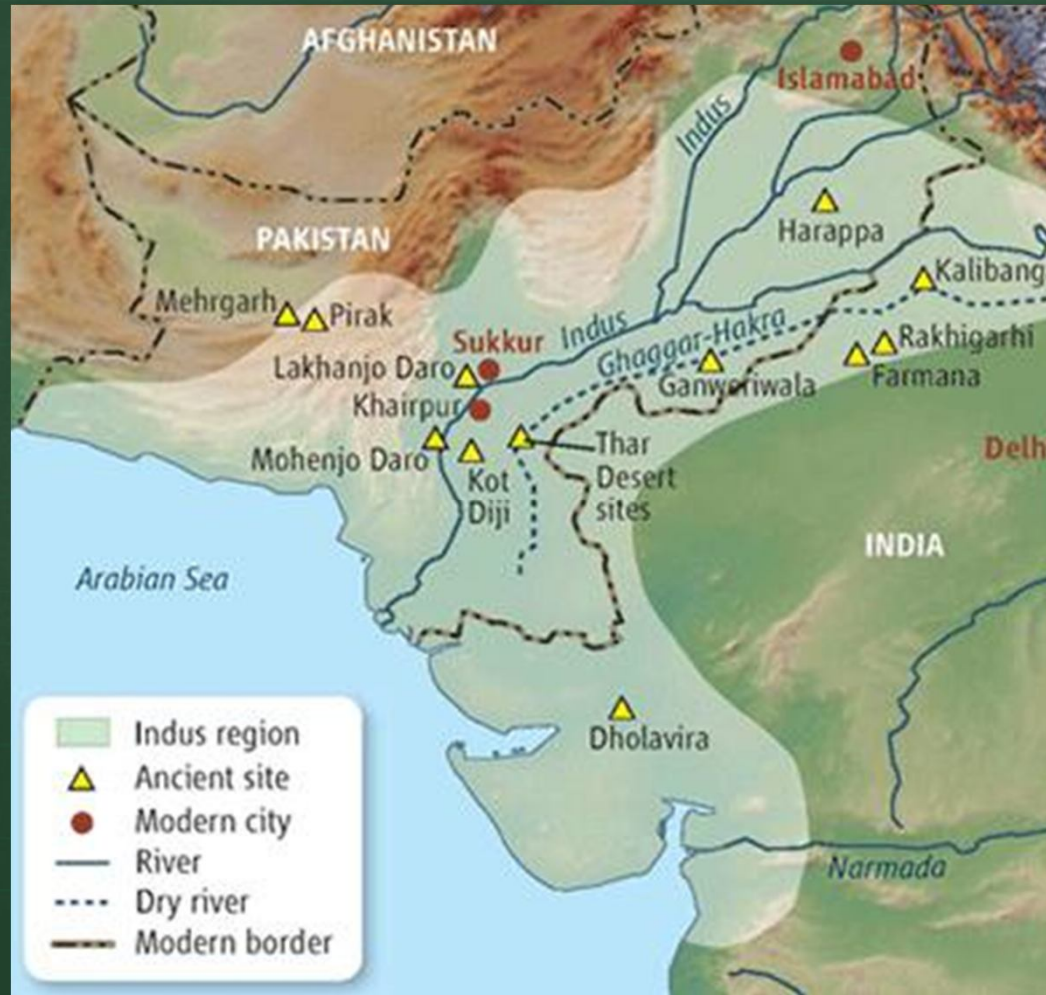 AFGHANISTAN
Islamabad
Indus
Harappa
PAKISTAN
Kalibang
Mehrgarh
Pirak
Indus
Ghaggar-Hakra
Sukkur
Rakhigarhi
Lakhanjo Daro
Ganweriwala
Farmana
Khairpur
Mohenjo Daro
Thar
Desert
sites
Delh
Kot
Diji
INDIA
Arabian Sea
Dholavira
Indus region
Ancient site
Modern city
River
Dry river
Modern border
Narmada